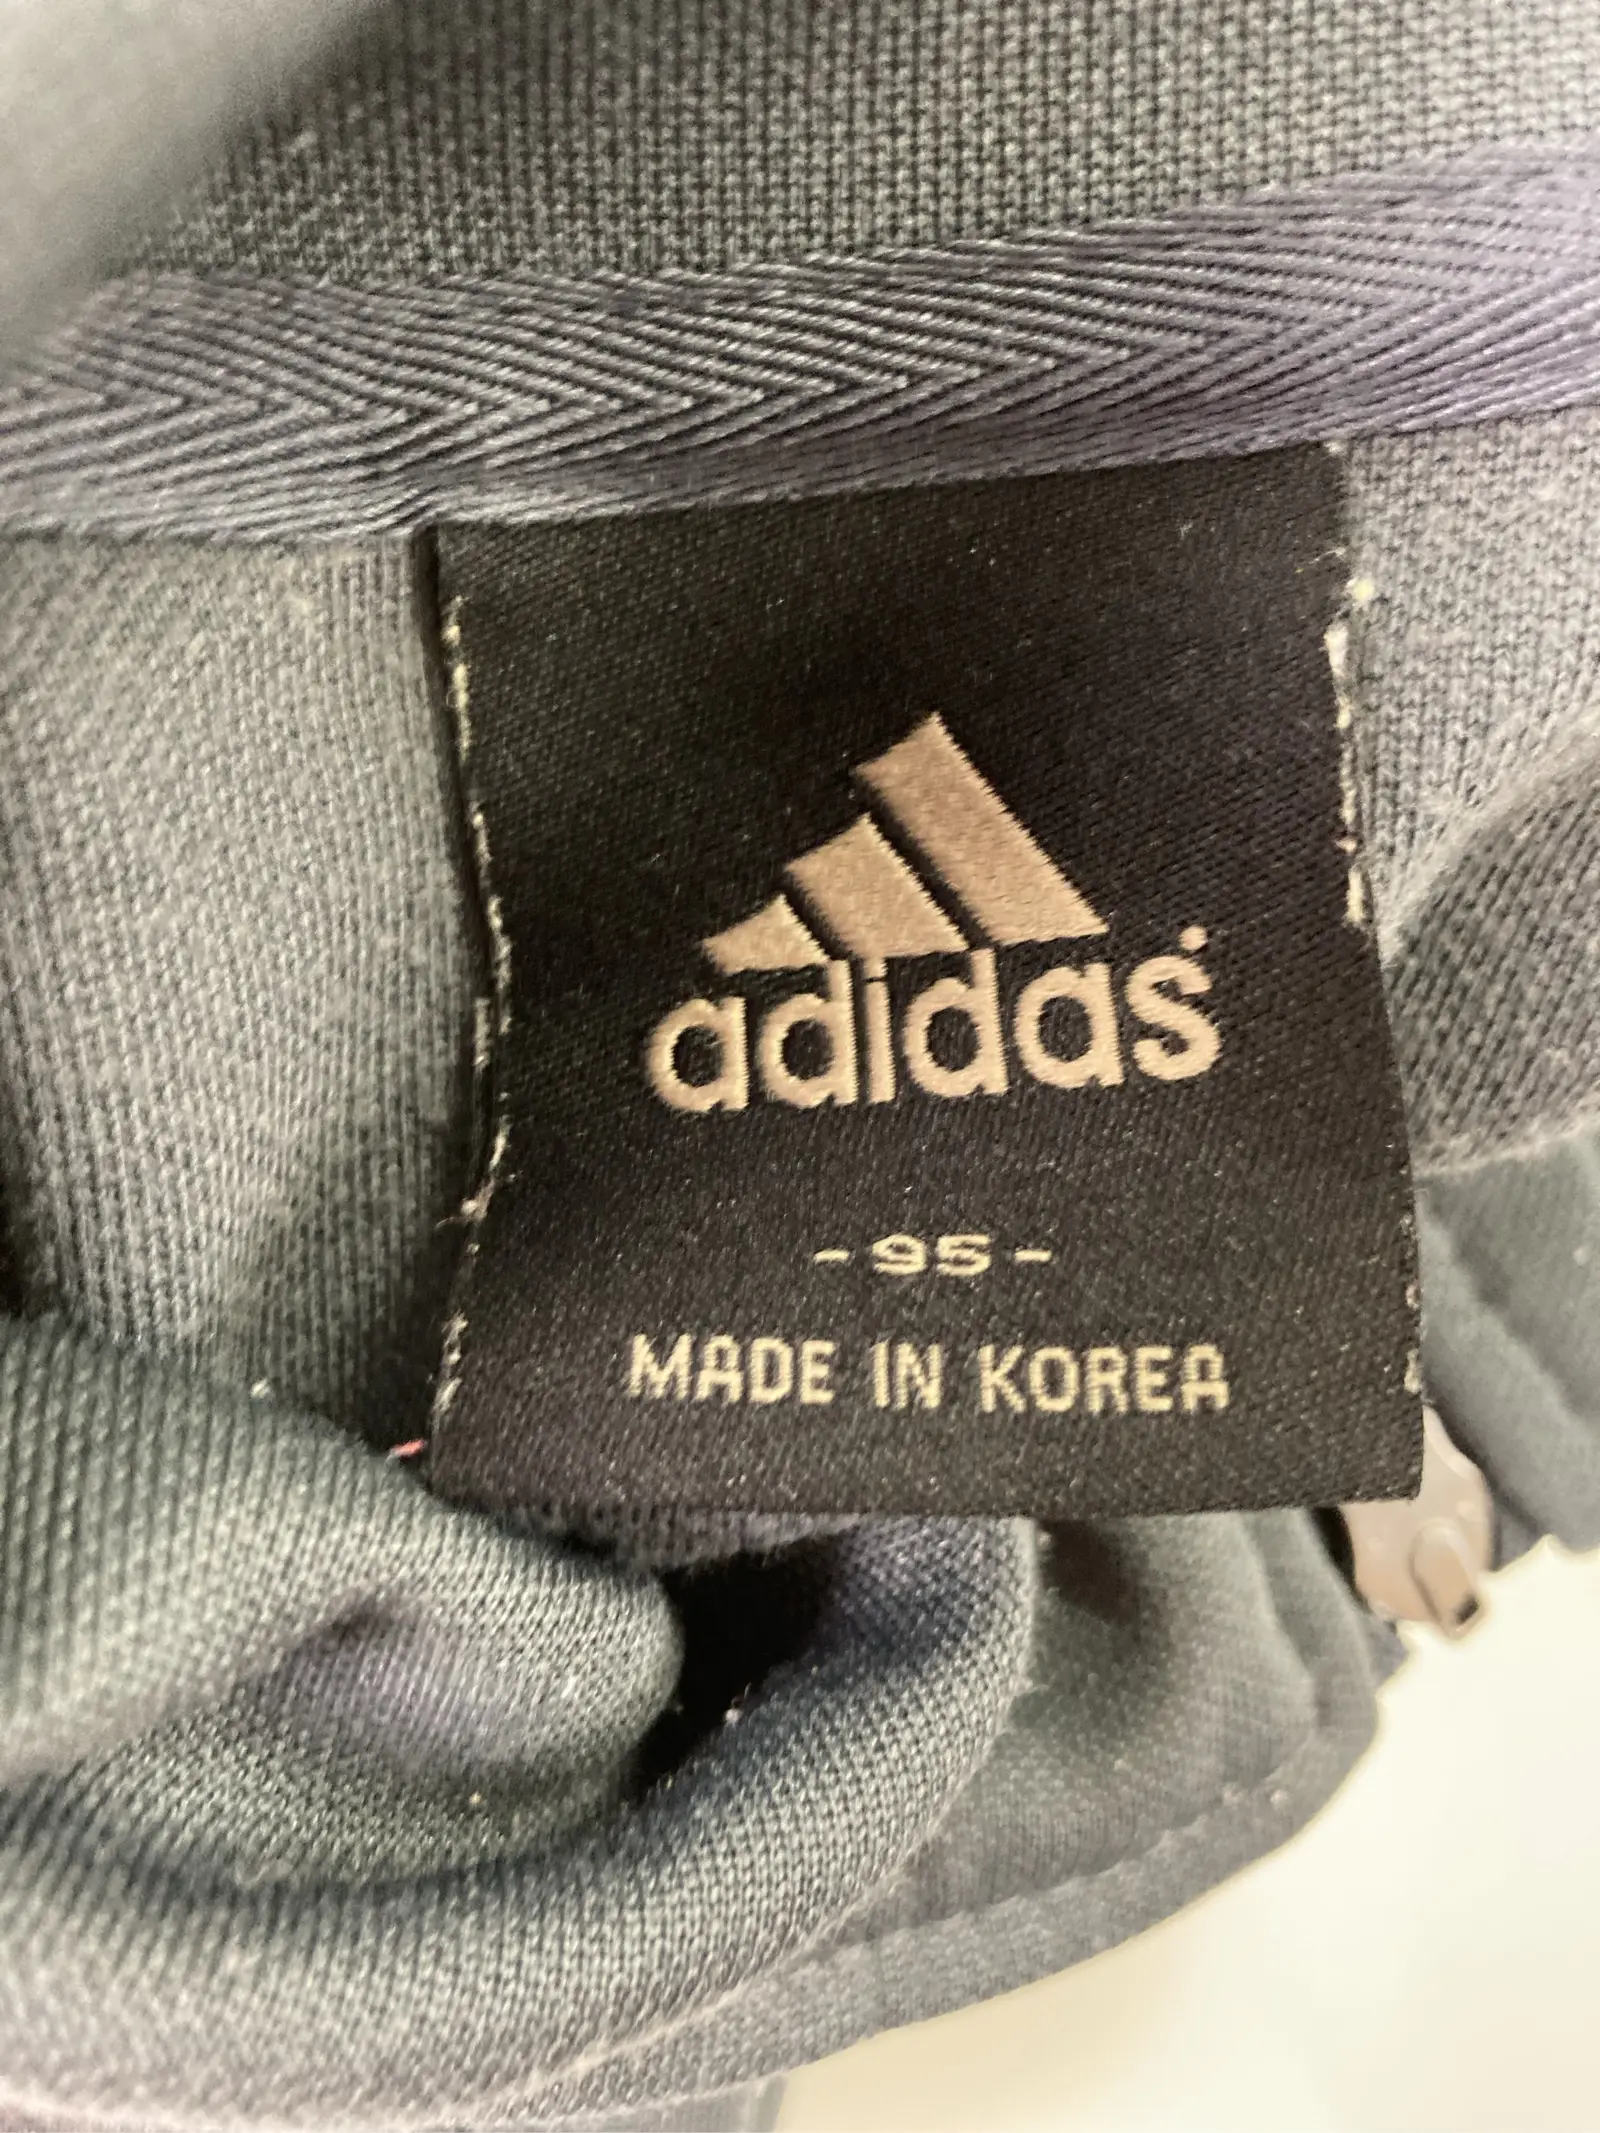 adidas
- 95 -
MADE IN KOREA